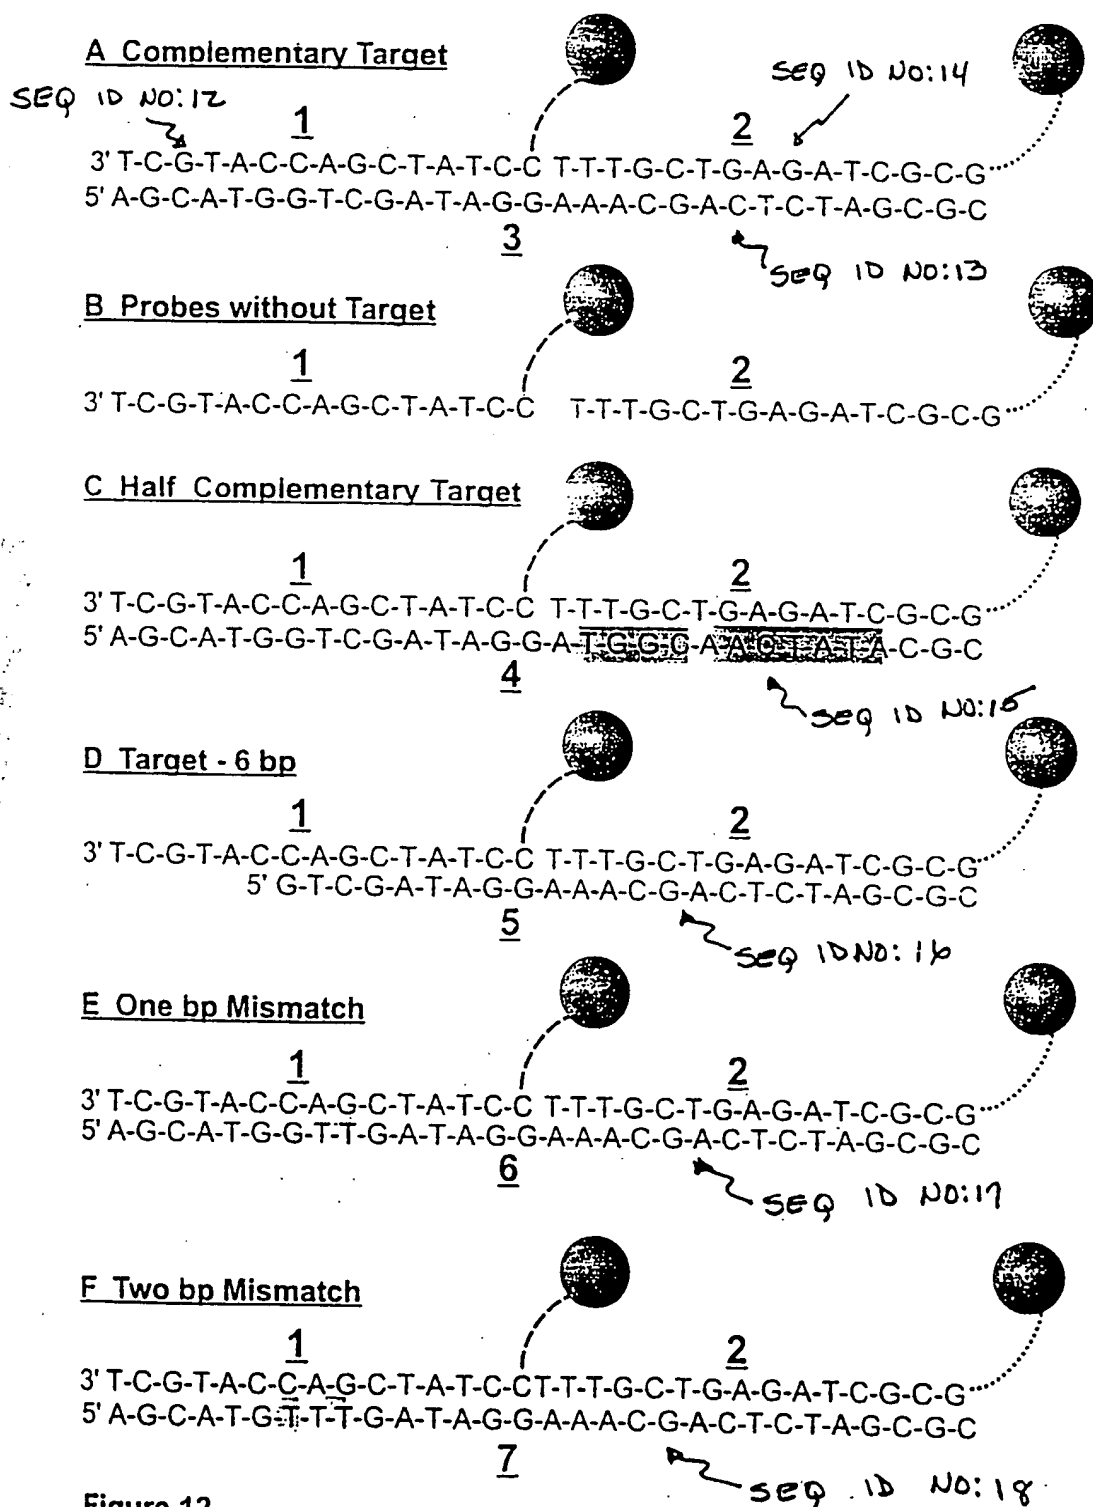 A Complementary Target
SEQ ID NO:12
SEQ ID NO:14
1
2
3' T-C-G-T-A-C-C-A-G-C-T-A-T-C-C T-T-T-G-C-T-G-A-G-A-T-C-G-C-G
5' A-G-C-A-T-G-G-T-C-G-A-T-A-G-G-A-A-A-C-G-A-C-T-C-T-A-G-C-G-C
3
SEQ ID NO:13
B Probes without Target
1
2
3' T-C-G-T-A-C-C-A-G-C-T-A-T-C-C T-T-T-G-C-T-G-A-G-A-T-C-G-C-G
C Half Complementary Target
1
2
3' T-C-G-T-A-C-C-A-G-C-T-A-T-C-C T-T-T-G-C-T-G-A-G-A-T-C-G-C-G
5' A-G-C-A-T-G-G-T-C-G-A-T-A-G-G-A-T-G-G-C-A-A-C-T-A-T-A-C-G-C
4
SEQ ID NO:15
D Target - 6 bp
1
2
3' T-C-G-T-A-C-C-A-G-C-T-A-T-C-C T-T-T-G-C-T-G-A-G-A-T-C-G-C-G
5' G-T-C-G-A-T-A-G-G-A-A-A-C-G-A-C-T-C-T-A-G-C-G-C
5
SEQ ID NO:16
E One bp Mismatch
1
2
3' T-C-G-T-A-C-C-A-G-C-T-A-T-C-C T-T-T-G-C-T-G-A-G-A-T-C-G-C-G
5' A-G-C-A-T-G-G-T-T-G-A-T-A-G-G-A-A-A-C-G-A-C-T-C-T-A-G-C-G-C
6
SEQ ID NO:17
F Two bp Mismatch
1
2
3' T-C-G-T-A-C-C-A-G-C-T-A-T-C-C-T-T-T-G-C-T-G-A-G-A-T-C-G-C-G
5' A-G-C-A-T-G-T-T-T-G-A-T-A-G-G-A-A-A-C-G-A-C-T-C-T-A-G-C-G-C
7
SEQ ID NO:18
Figure 12